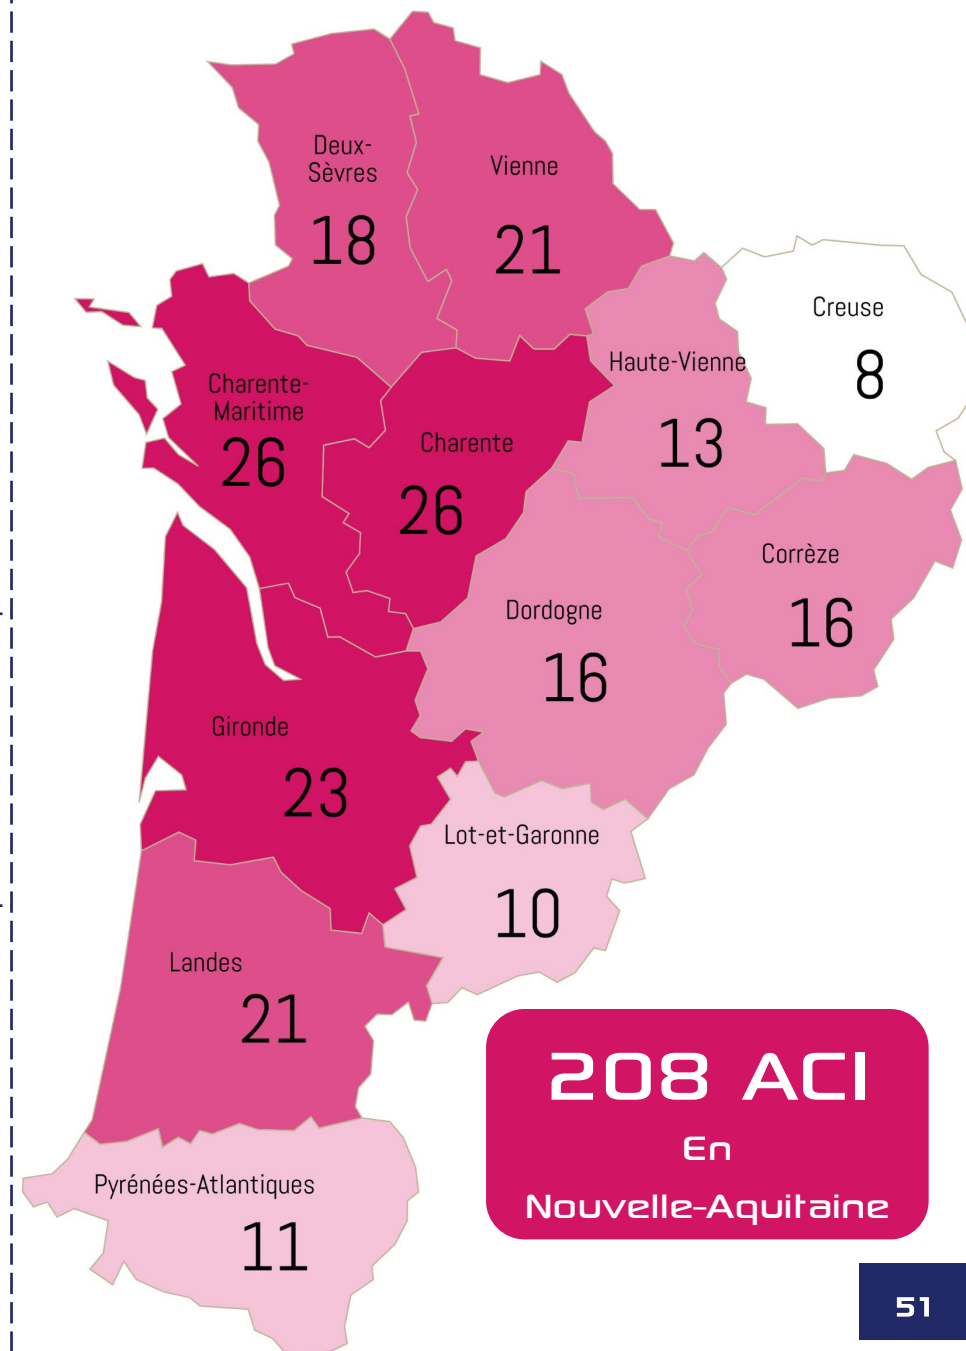 Deux-
Sèvres
18
Vienne
21
Creuse
8
Haute-Vienne
13
Charente-
Maritime
26
Charente
26
Corrèze
16
Dordogne
16
Gironde
23
Lot-et-Garonne
10
Landes
21
Pyrénées-Atlantiques
11
208 ACI
En
Nouvelle-Aquitaine
51